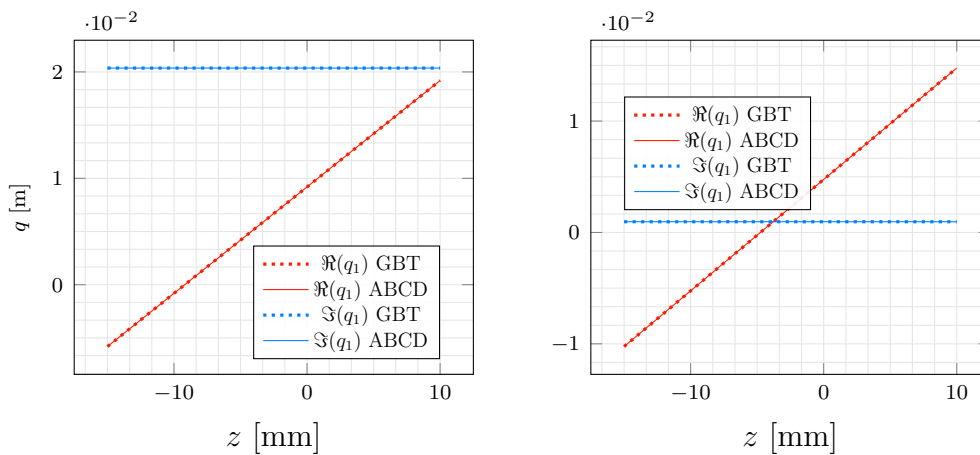 ·10⁻²
2
1
0
q [m]
−10
0
10
z [mm]
ℜ(q₁) GBT
ℜ(q₁) ABCD
ℑ(q₁) GBT
ℑ(q₁) ABCD
·10⁻²
1
0
−1
−10
0
10
z [mm]
ℜ(q₁) GBT
ℜ(q₁) ABCD
ℑ(q₁) GBT
ℑ(q₁) ABCD